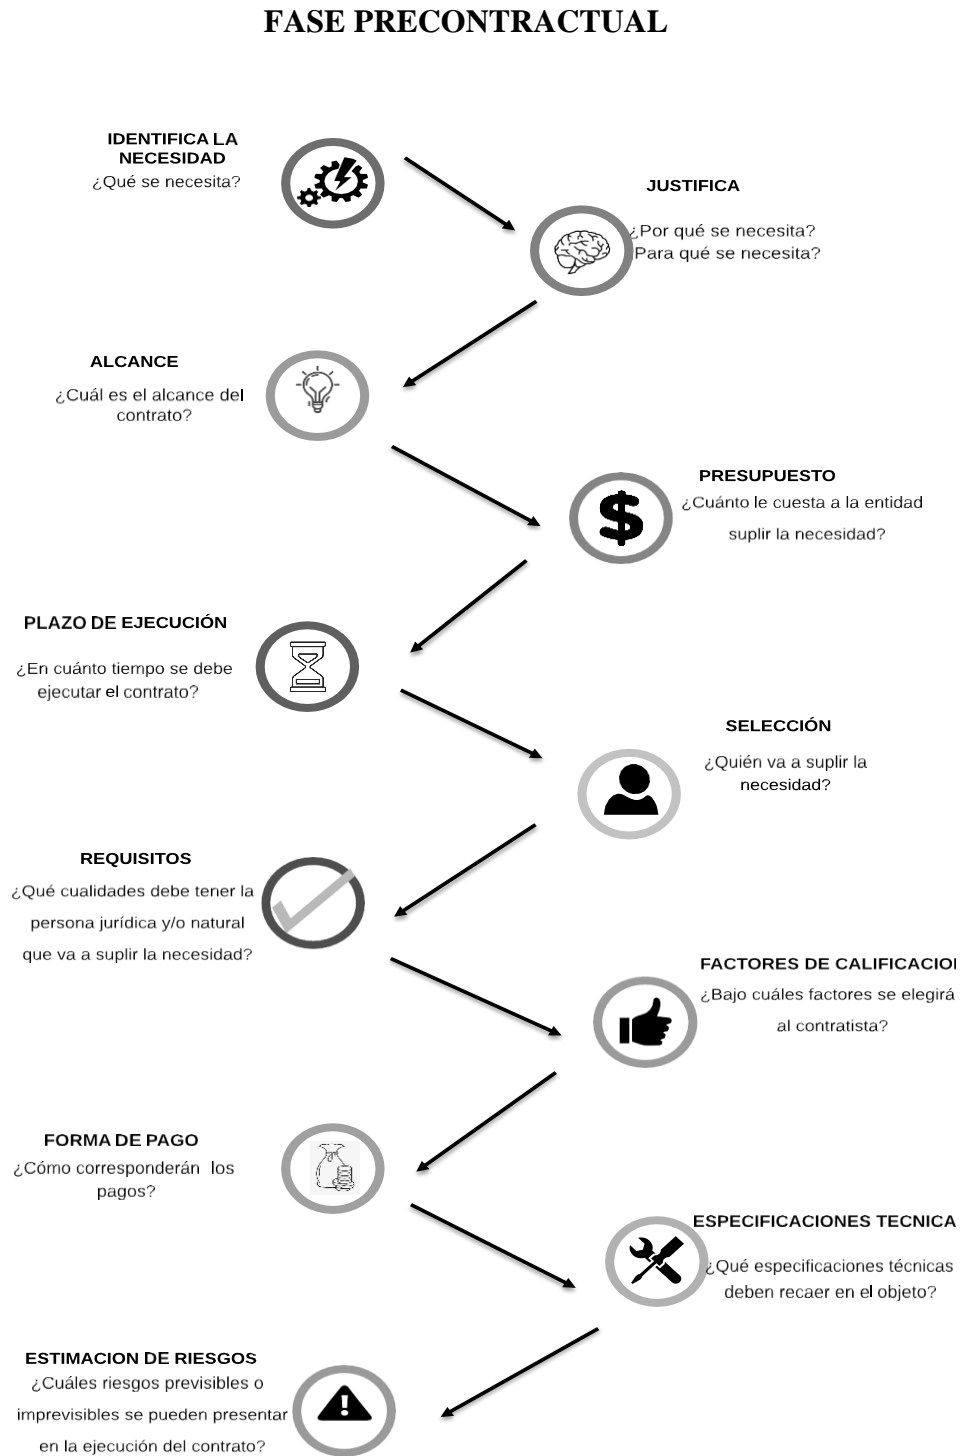 FASE PRECONTRACTUAL
IDENTIFICA LA
NECESIDAD
¿Qué se necesita?
JUSTIFICA
¿Por qué se necesita?
Para qué se necesita?
ALCANCE
¿Cuál es el alcance del
contrato?
PRESUPUESTO
¿Cuánto le cuesta a la entidad
suplir la necesidad?
PLAZO DE EJECUCIÓN
¿En cuánto tiempo se debe
ejecutar el contrato?
SELECCIÓN
¿Quién va a suplir la
necesidad?
REQUISITOS
¿Qué cualidades debe tener la
persona jurídica y/o natural
que va a suplir la necesidad?
FACTORES DE CALIFICACIO
¿Bajo cuáles factores se elegirá
al contratista?
FORMA DE PAGO
¿Cómo corresponderán los
pagos?
ESPECIFICACIONES TECNICA
¿Qué especificaciones técnicas
deben recaer en el objeto?
ESTIMACION DE RIESGOS
¿Cuáles riesgos previsibles o
imprevisibles se pueden presentar
en la ejecución del contrato?